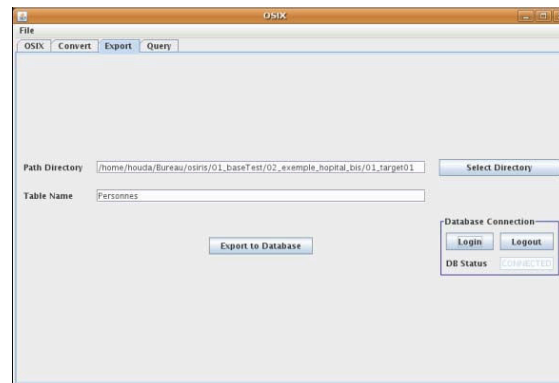 OSIX
File
OSIX Convert Export Query
Path Directory /home/houda/Bureau/osiris/01_baseTest/02_exemple_hopital_bis/01_target01 Select Directory
Table Name Personnes
Database Connection
Export to Database Login Logout
DB Status CONNECTED